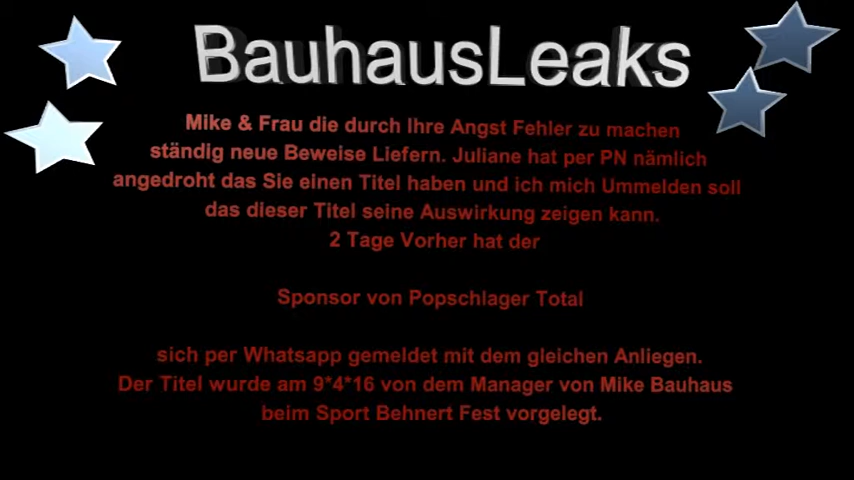 BauhausLeaks
Mike & Frau die durch Ihre Angst Fehler zu machen
ständig neue Beweise Liefern. Juliane hat per PN nämlich
angedroht das Sie einen Titel haben und ich mich Ummelden soll
das dieser Titel seine Auswirkung zeigen kann.
2 Tage Vorher hat der
Sponsor von Popschlager Total
sich per Whatsapp gemeldet mit dem gleichen Anliegen.
Der Titel wurde am 9*4*16 von dem Manager von Mike Bauhaus
beim Sport Behnert Fest vorgelegt.